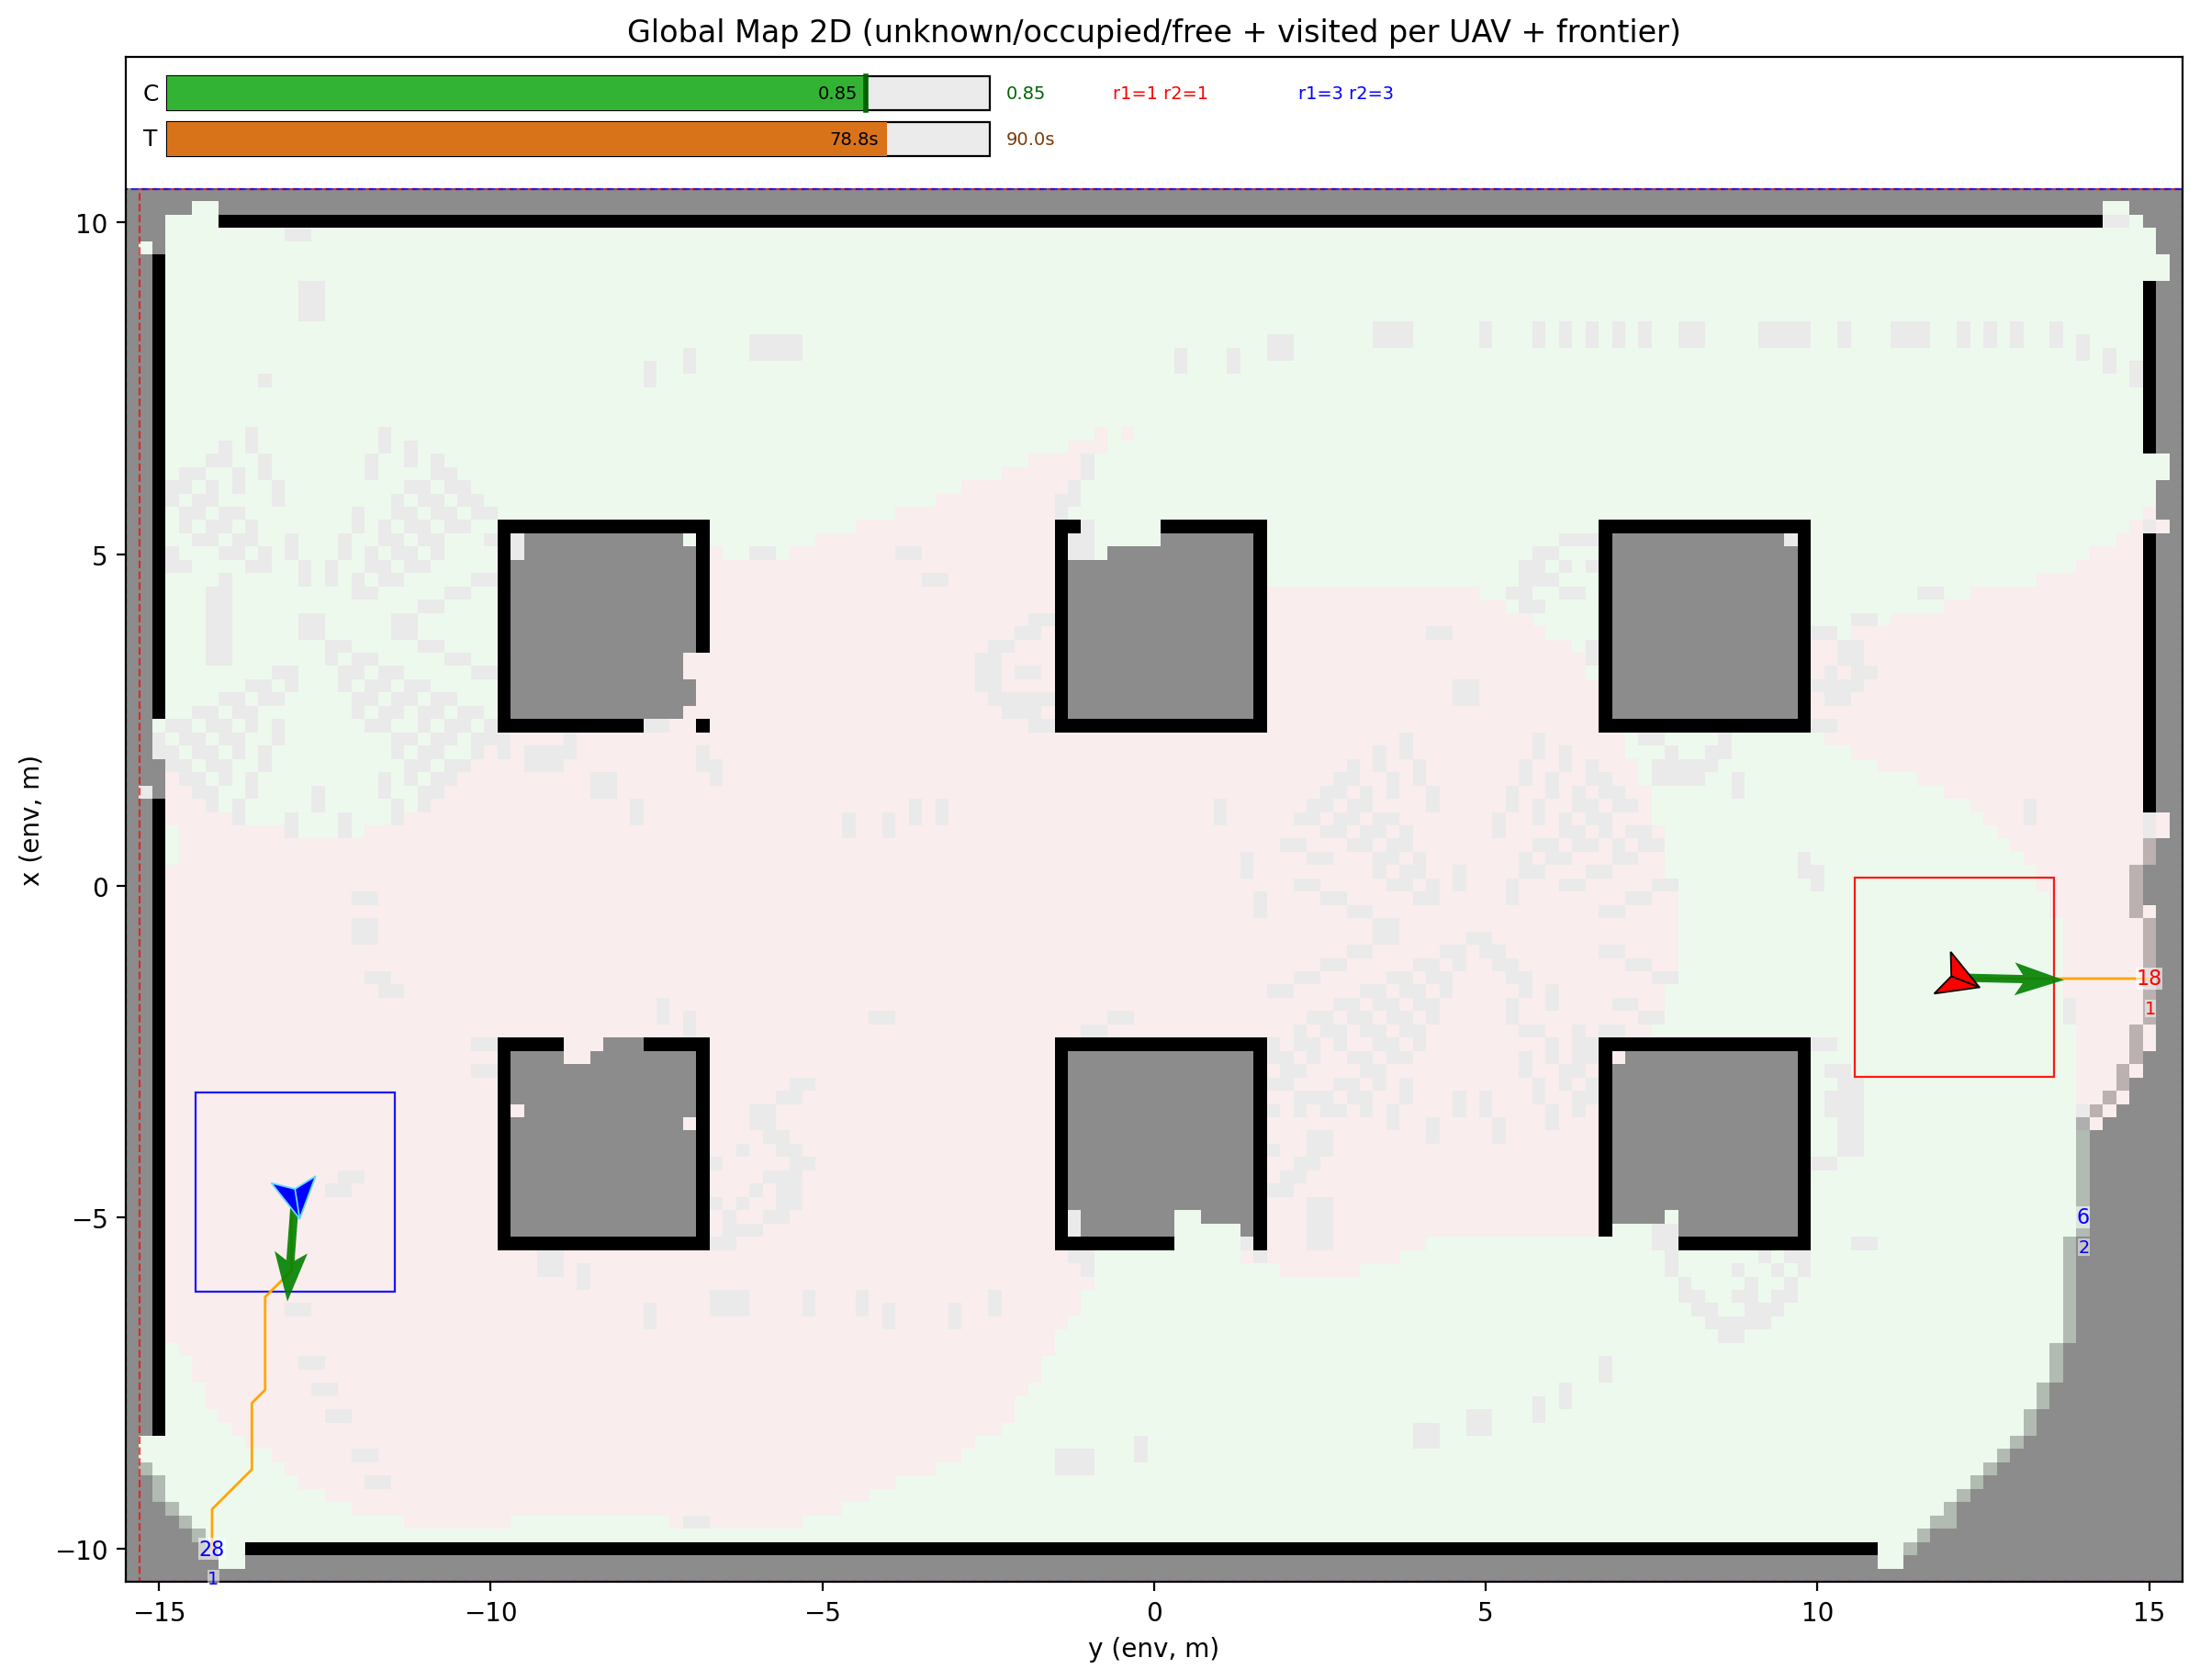 Global Map 2D (unknown/occupied/free + visited per UAV + frontier)
C 0.85 0.85 r1=1 r2=1 r1=3 r2=3
T 78.8s 90.0s
10
5
0
−5
−10
x (env, m)
18
1
6
2
28
1
−15 −10 −5 0 5 10 15
y (env, m)